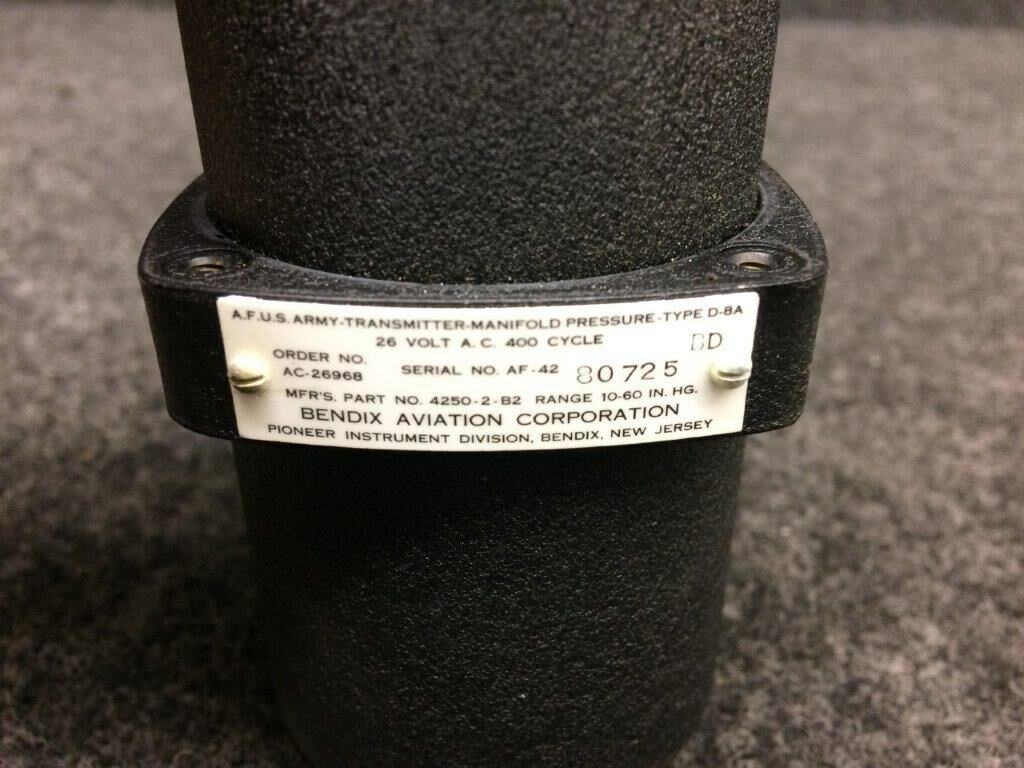 A.F.U.S. ARMY-TRANSMITTER-MANIFOLD PRESSURE-TYPE D-8A
26 VOLT A.C. 400 CYCLE
ORDER NO. AC-26968 SERIAL NO. AF-42 80725
MFR'S. PART NO. 4250-2-B2 RANGE 10-60 IN. HG.
BENDIX AVIATION CORPORATION
PIONEER INSTRUMENT DIVISION, BENDIX, NEW JERSEY